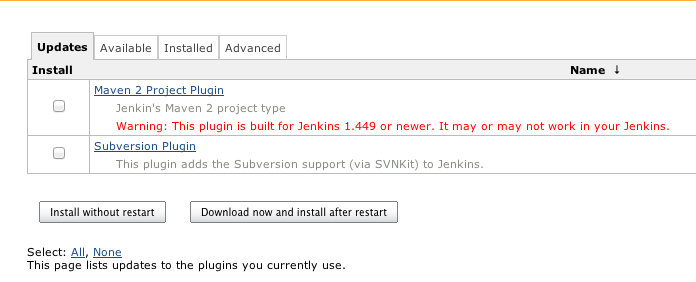 Updates Available Installed Advanced
Install Name ↓
Maven 2 Project Plugin
Jenkin's Maven 2 project type
Warning: This plugin is built for Jenkins 1.449 or newer. It may or may not work in your Jenkins.
Subversion Plugin
This plugin adds the Subversion support (via SVNKit) to Jenkins.
Install without restart Download now and install after restart
Select: All, None
This page lists updates to the plugins you currently use.